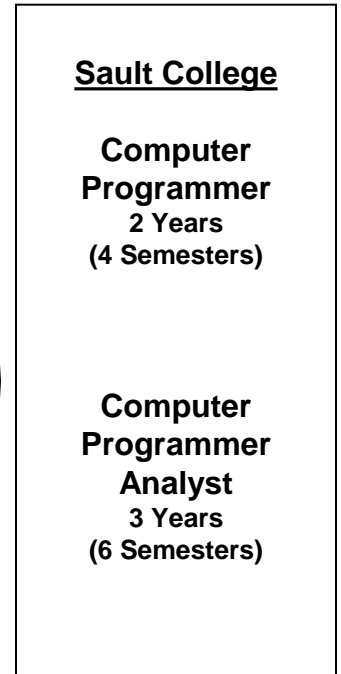 Sault College
Computer
Programmer
2 Years
(4 Semesters)
Computer
Programmer
Analyst
3 Years
(6 Semesters)